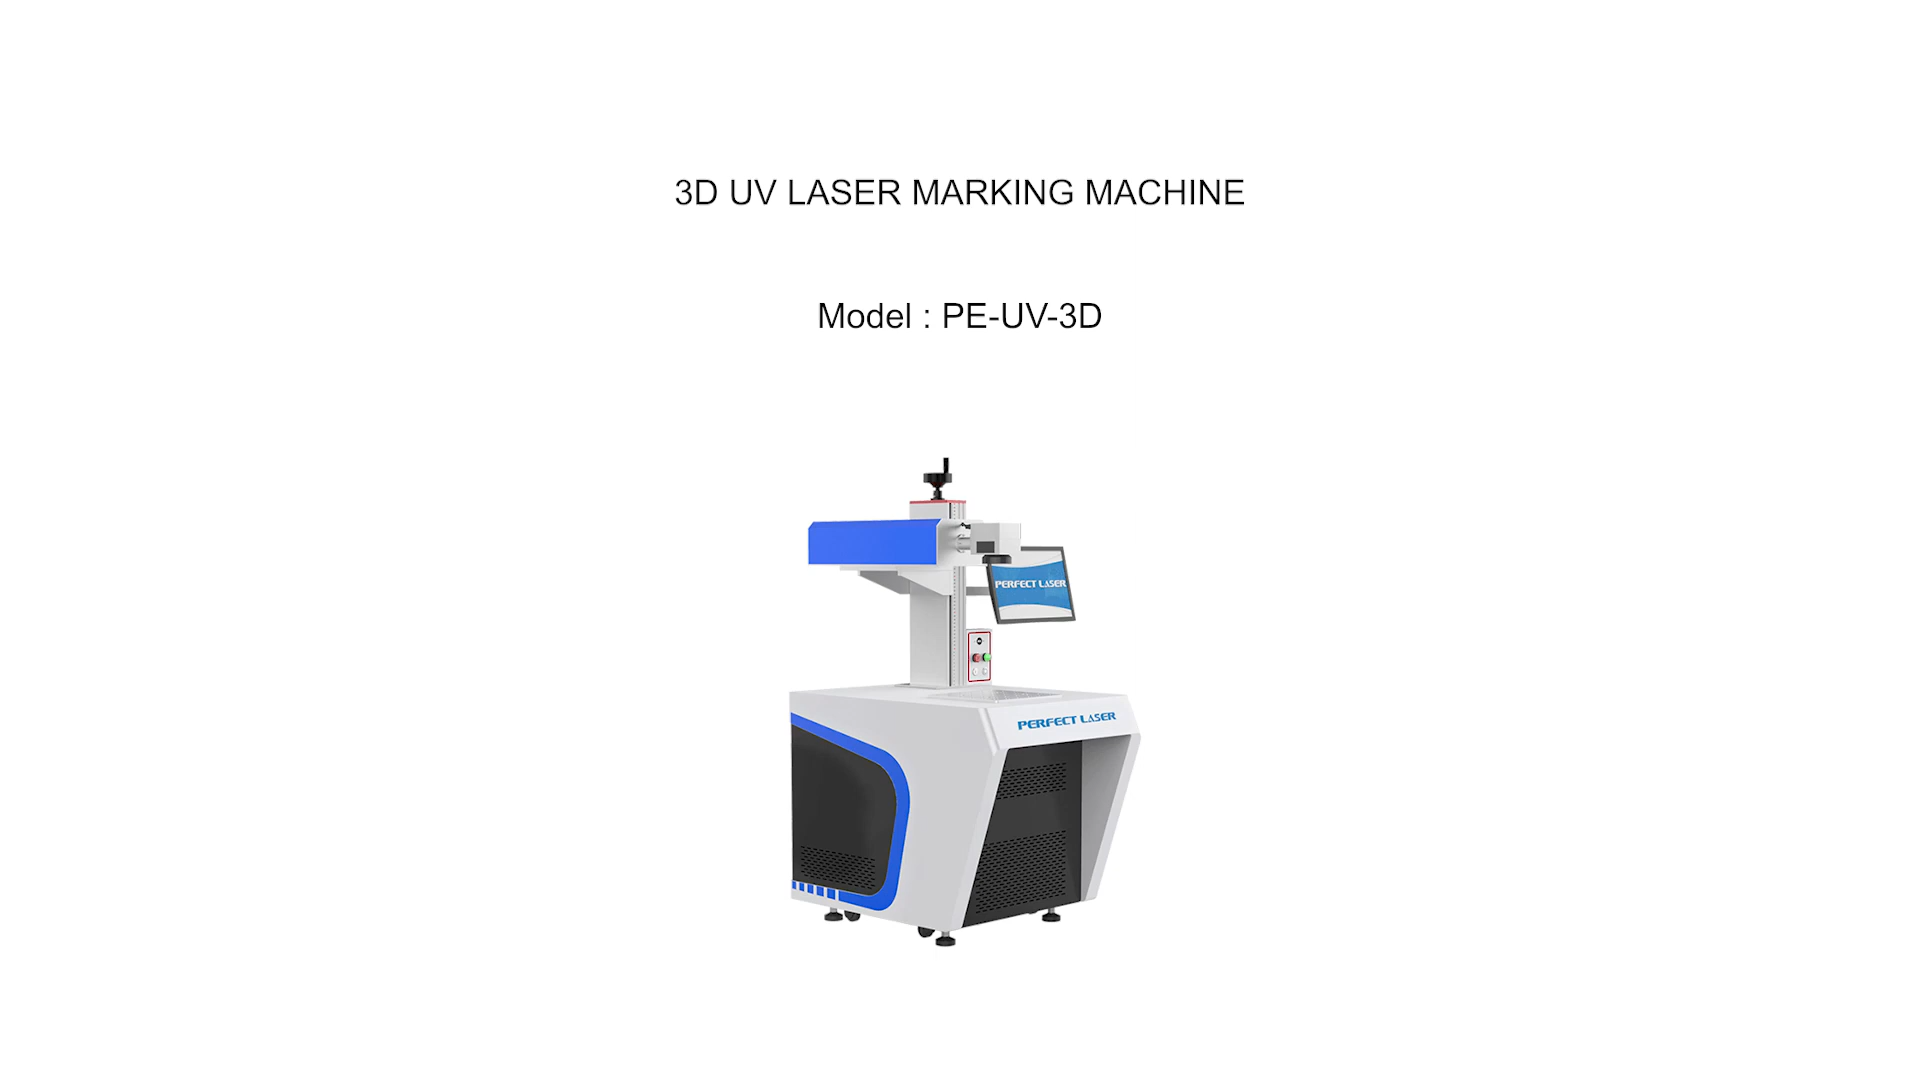 3D UV LASER MARKING MACHINE
Model : PE-UV-3D
PERFECT LASER
PERFECT LASER